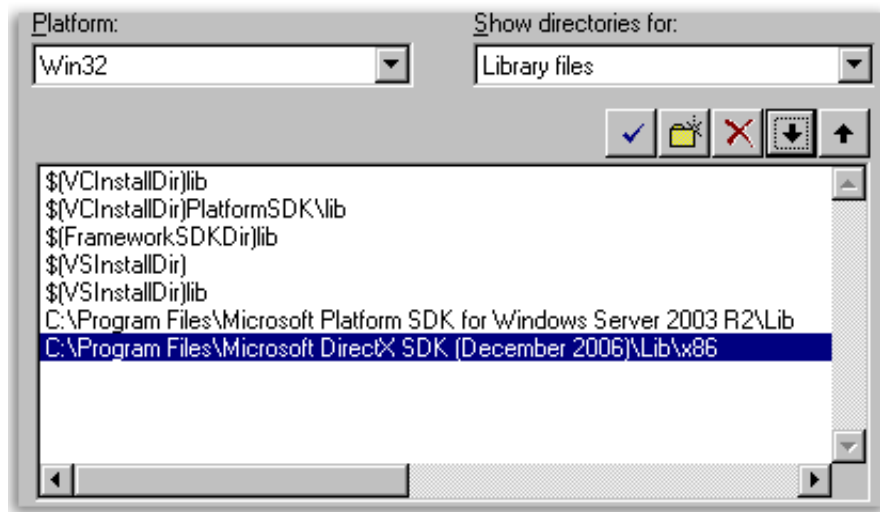 Platform:
Show directories for:
Win32
Library files
$(VCInstallDir)lib
$(VCInstallDir)PlatformSDK\lib
$(FrameworkSDKDir)lib
$(VSInstallDir)
$(VSInstallDir)lib
C:\Program Files\Microsoft Platform SDK for Windows Server 2003 R2\Lib
C:\Program Files\Microsoft DirectX SDK (December 2006)\Lib\x86